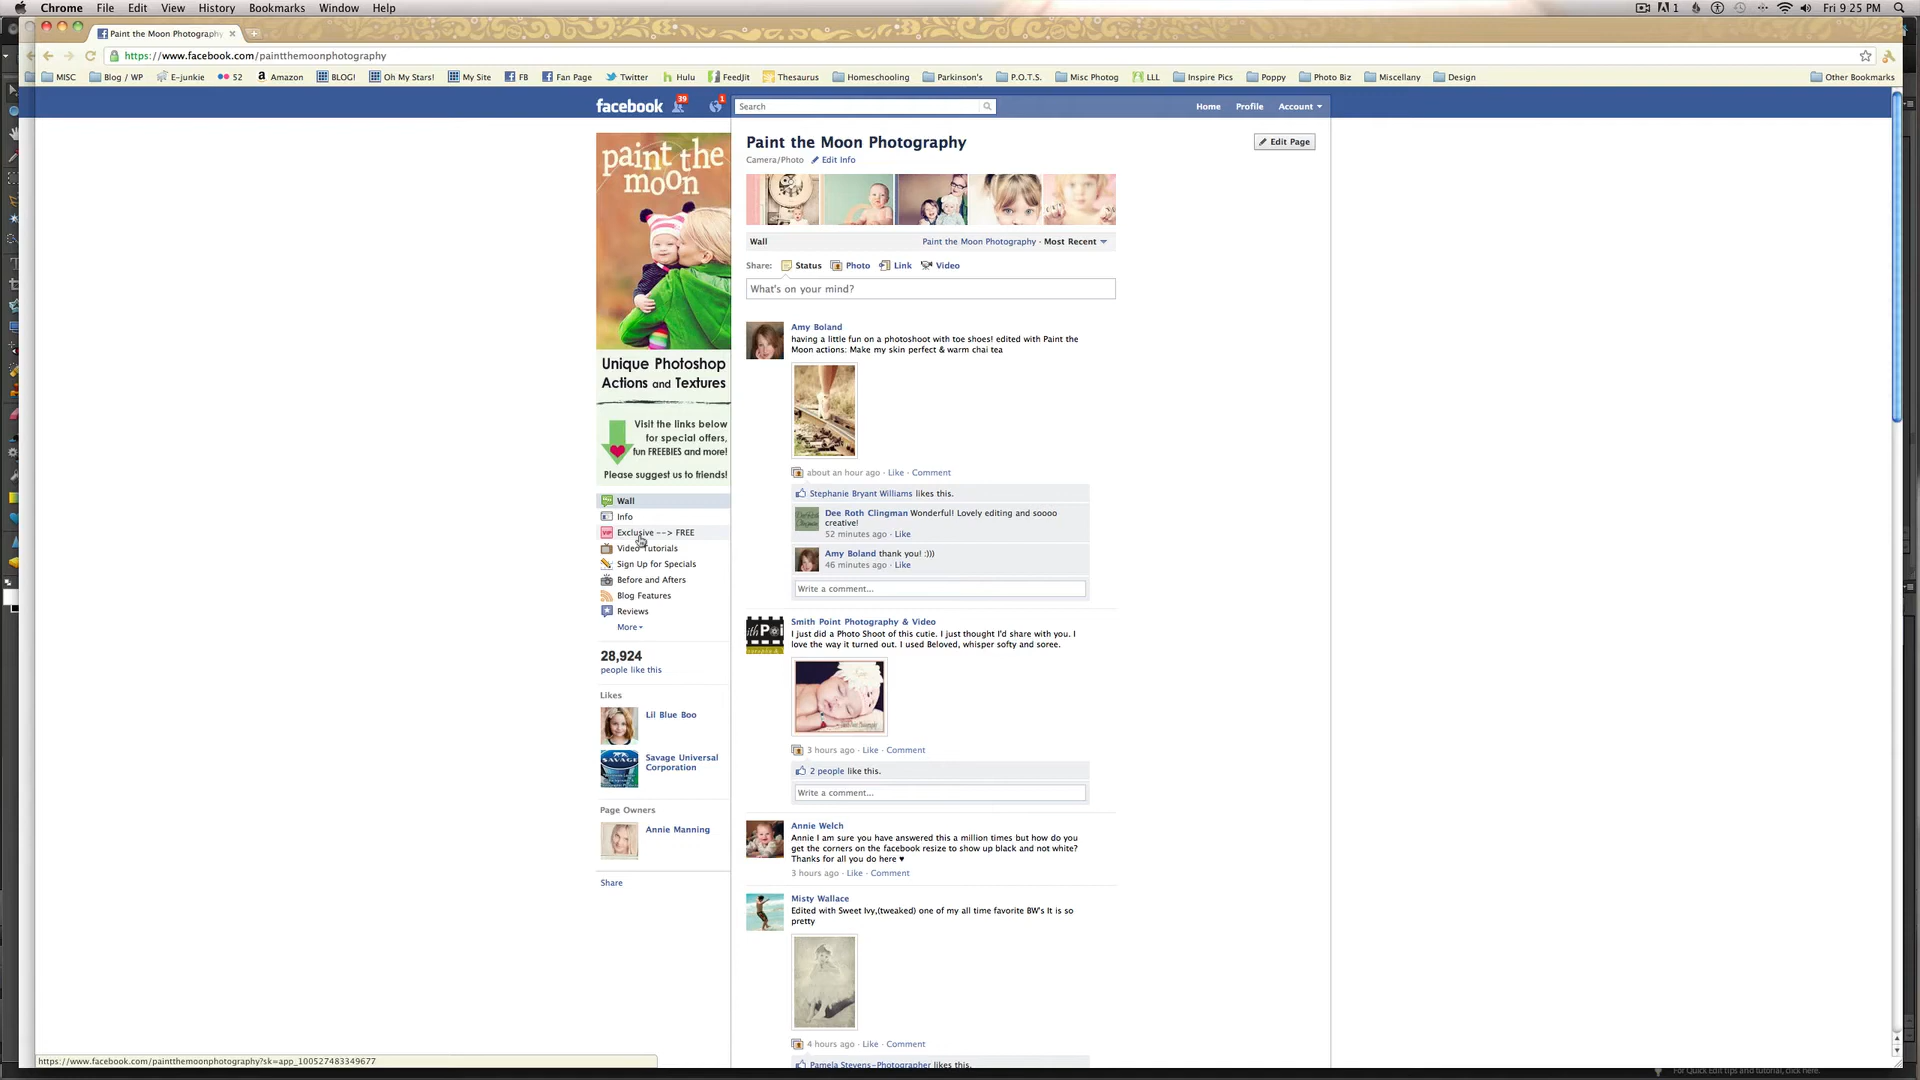 Chrome File Edit View History Bookmarks Window Help
1 Fri 9:25 PM
Paint the Moon Photography
https://www.facebook.com/paintthemoonphotography
MISC Blog / WP E-junkie 52 Amazon BLOG! Oh My Stars! My Site FB Fan Page Twitter Hulu FeedJit Thesaurus Homeschooling Parkinson's P.O.T.S. Misc Photog LLL Inspire Pics Poppy Photo Biz MIscellany Design Other Bookmarks
facebook 39 1 Search Home Profile Account
paint the
moon
Unique Photoshop
Actions and Textures
Visit the links below
for special offers,
fun FREEBIES and more!
Please suggest us to friends!
Wall
Info
Exclusive --> FREE
Video Tutorials
Sign Up for Specials
Before and Afters
Blog Features
Reviews
More
28,924
people like this
Likes
Lil Blue Boo
SAVAGE
Savage Universal
Corporation
Page Owners
Annie Manning
Share
Paint the Moon Photography
Edit Page
Camera/Photo Edit Info
Wall Paint the Moon Photography · Most Recent
Share: Status Photo Link Video
What's on your mind?
Amy Boland
having a little fun on a photoshoot with toe shoes! edited with Paint the
Moon actions: Make my skin perfect & warm chai tea
about an hour ago · Like · Comment
Stephanie Bryant Williams likes this.
Dee Roth Clingman Wonderful! Lovely editing and soooo
creative!
52 minutes ago · Like
Amy Boland thank you! :)))
46 minutes ago · Like
Write a comment...
Smith Point Photography & Video
I just did a Photo Shoot of this cutie. I just thought I'd share with you. I
love the way it turned out. I used Beloved, whisper softy and soree.
3 hours ago · Like · Comment
2 people like this.
Write a comment...
Annie Welch
Annie I am sure you have answered this a million times but how do you
get the corners on the facebook resize to show up black and not white?
Thanks for all you do here ♥
3 hours ago · Like · Comment
Misty Wallace
Edited with Sweet Ivy,(tweaked) one of my all time favorite BW's It is so
pretty
4 hours ago · Like · Comment
Pamela Stevens-Photographer likes this.
https://www.facebook.com/paintthemoonphotography?sk=app_100527483349677
For Quick Edit tips and tutorial, click here.